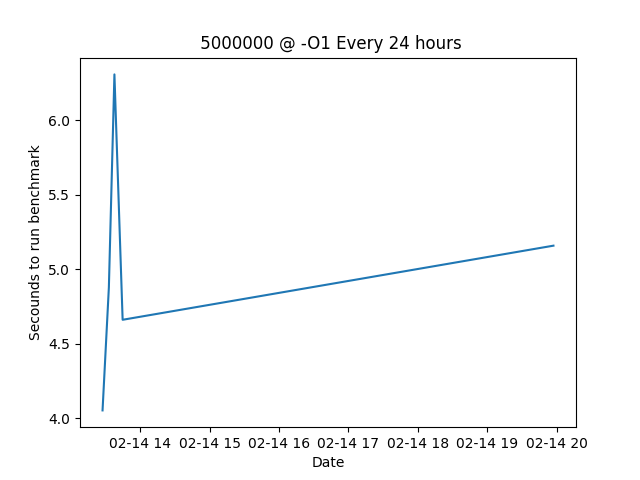 5000000 @ -O1 Every 24 hours
Secounds to run benchmark
6.0
5.5
5.0
4.5
4.0
02-14 14 02-14 15 02-14 16 02-14 17 02-14 18 02-14 19 02-14 20
Date